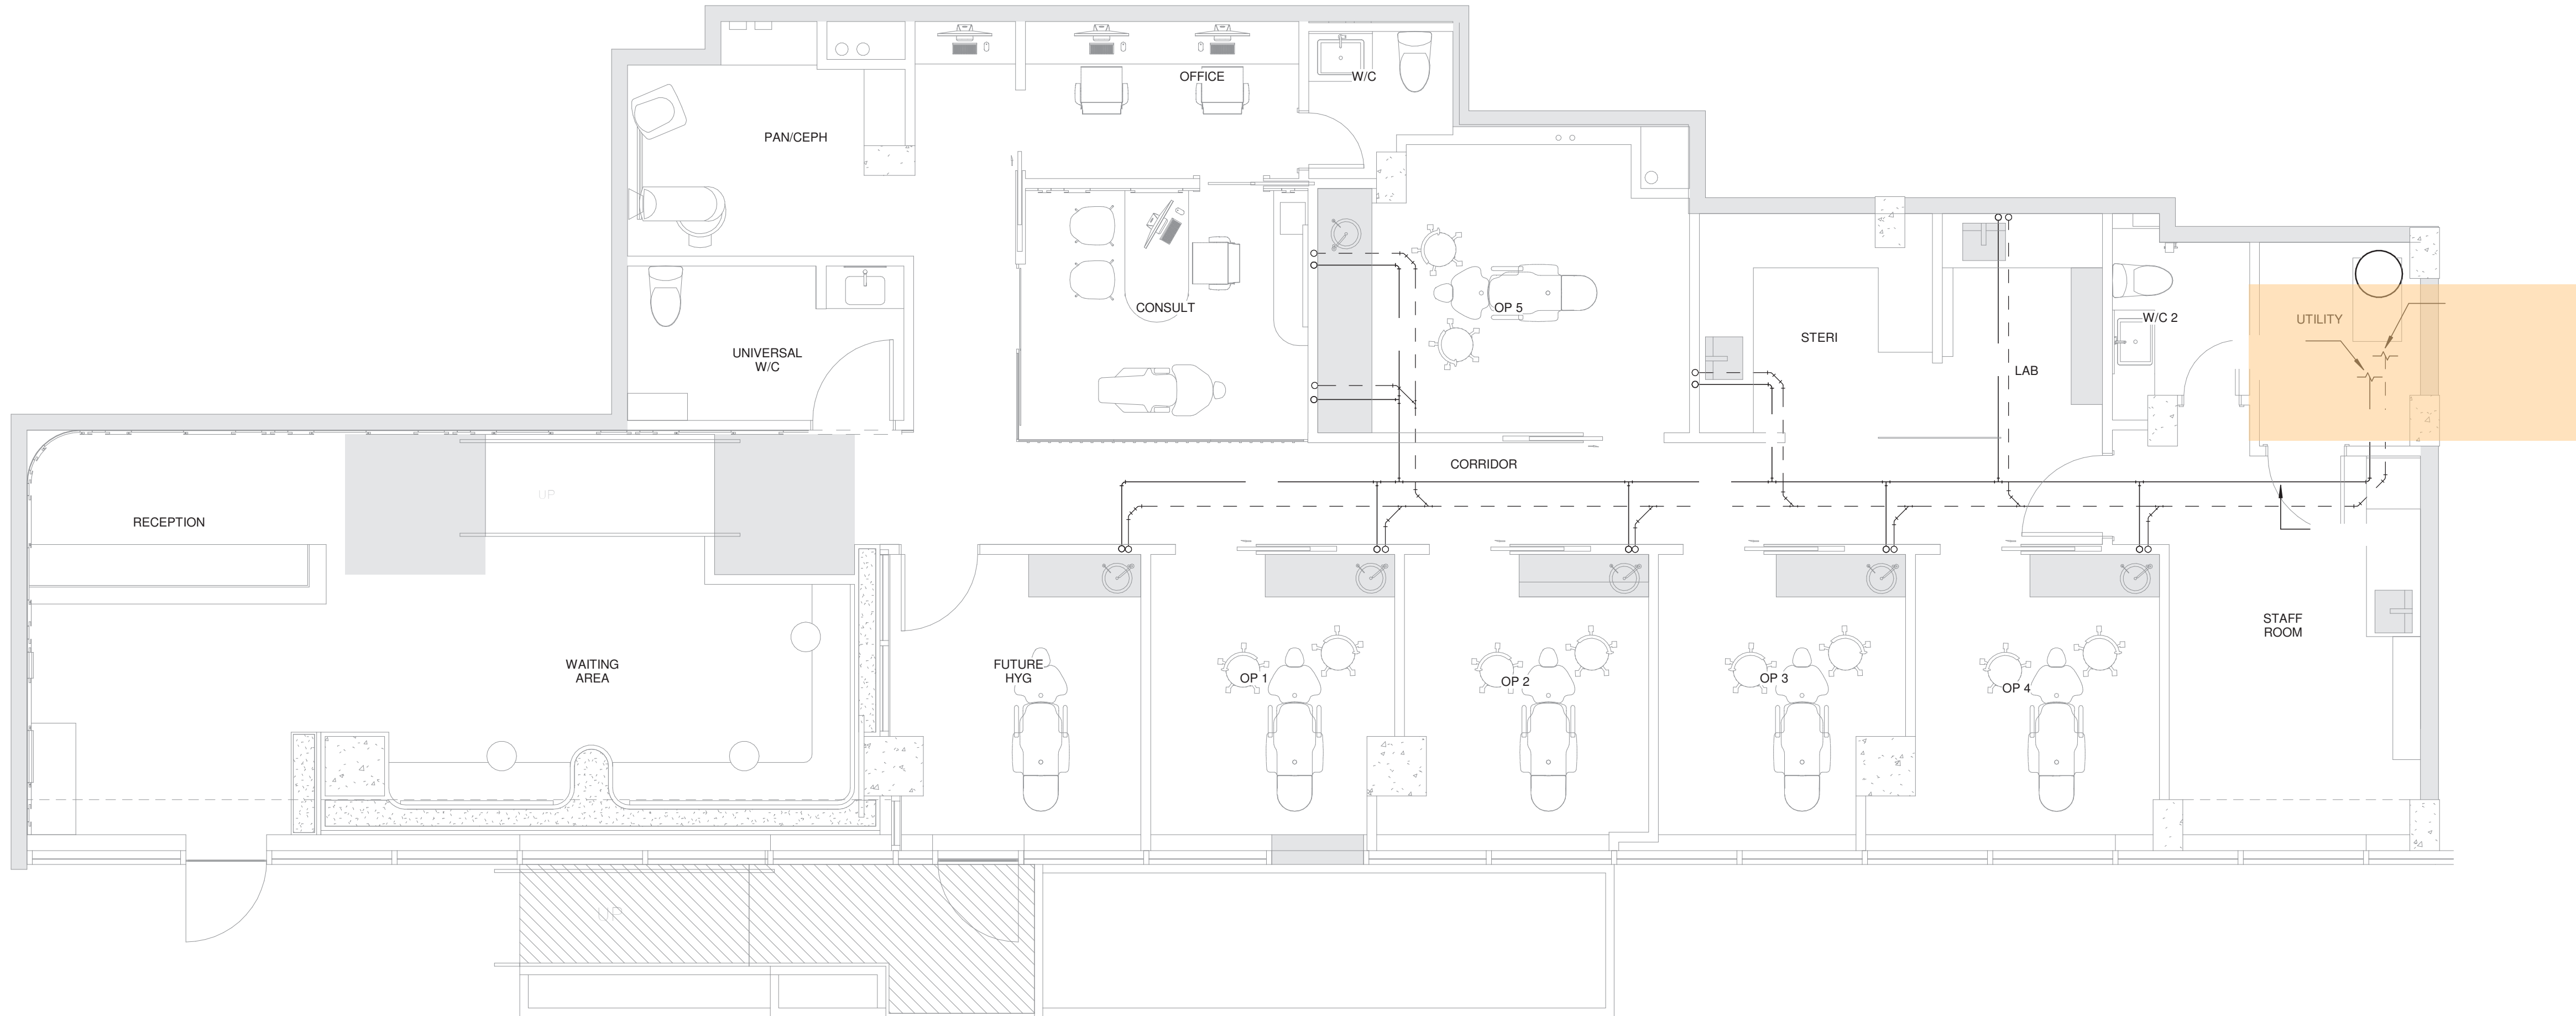 OFFICE
W/C
PAN/CEPH
CONSULT
OP 5
UTILITY
W/C 2
STERI
UNIVERSAL
W/C
LAB
CORRIDOR
UP
RECEPTION
STAFF
ROOM
WAITING
AREA
FUTURE
HYG
OP 1
OP 2
OP 3
OP 4
UP